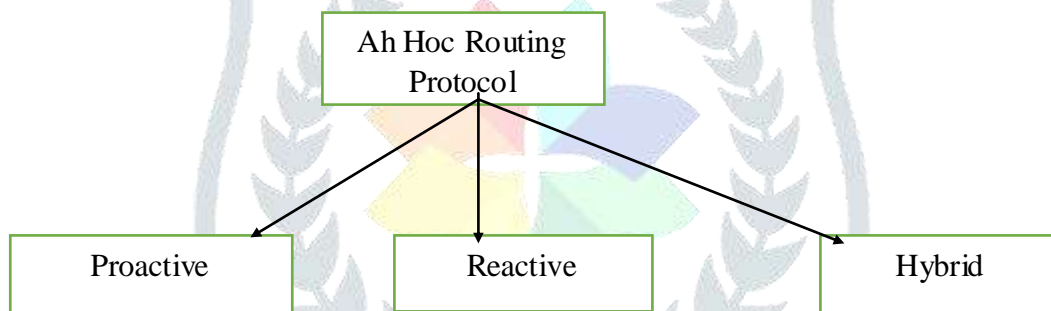 Ah Hoc Routing
Protocol
Proactive
Reactive
Hybrid